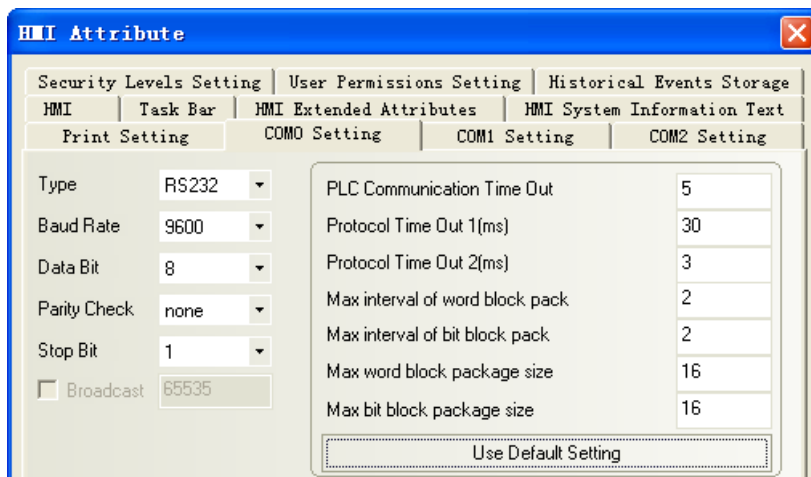 HMI Attribute
Security Levels Setting User Permissions Setting Historical Events Storage
HMI Task Bar HMI Extended Attributes HMI System Information Text
Print Setting COM0 Setting COM1 Setting COM2 Setting
Type RS232
Baud Rate 9600
Data Bit 8
Parity Check none
Stop Bit 1
Broadcast 65535
PLC Communication Time Out 5
Protocol Time Out 1(ms) 30
Protocol Time Out 2(ms) 3
Max interval of word block pack 2
Max interval of bit block pack 2
Max word block package size 16
Max bit block package size 16
Use Default Setting